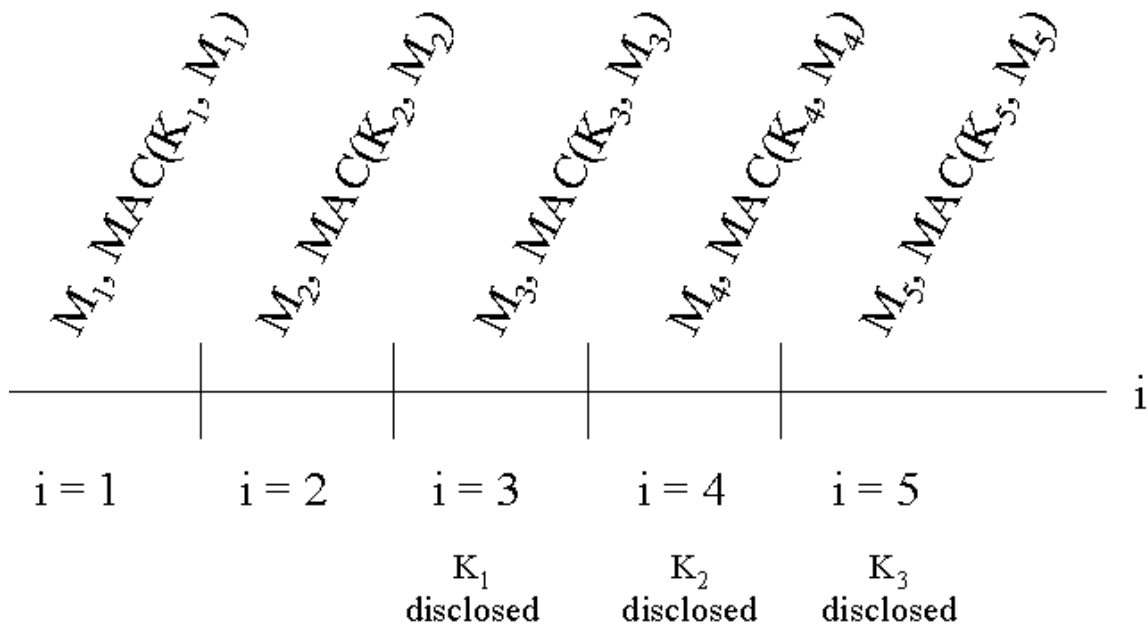 M₁, MAC(K₁, M₁)
M₂, MAC(K₂, M₂)
M₃, MAC(K₃, M₃)
M₄, MAC(K₄, M₄)
M₅, MAC(K₅, M₅)
i
i = 1
i = 2
i = 3
i = 4
i = 5
K₁
disclosed
K₂
disclosed
K₃
disclosed